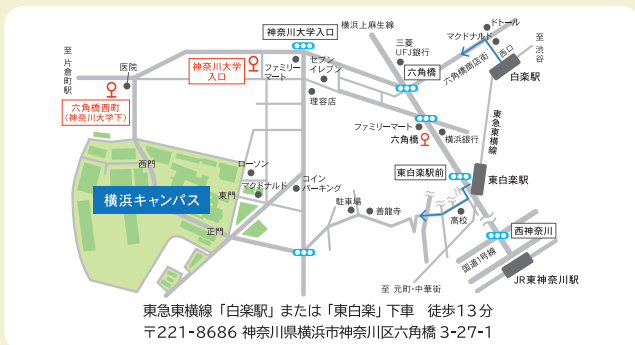 神奈川大学入口
横浜上麻生線
ドトール
マクドナルド
西口
至 渋谷
至 片倉町駅
医院
神奈川大学
入口
ファミリー
マート
セブン
イレブン
三菱
UFJ銀行
六角橋
六角橋商店街
白楽駅
六角橋西町
(神奈川大学下)
理容店
ファミリーマート
六角橋
横浜銀行
東急東横線
西門
ローソン
東白楽駅前
東白楽駅
横浜キャンパス
東門
マクドナルド
コイン
パーキング
駐車場
善龍寺
高校
正門
西神奈川
国道1号線
JR東神奈川駅
至 元町・中華街
東急東横線「白楽駅」または「東白楽」下車 徒歩13分
〒221-8686 神奈川県横浜市神奈川区六角橋 3-27-1